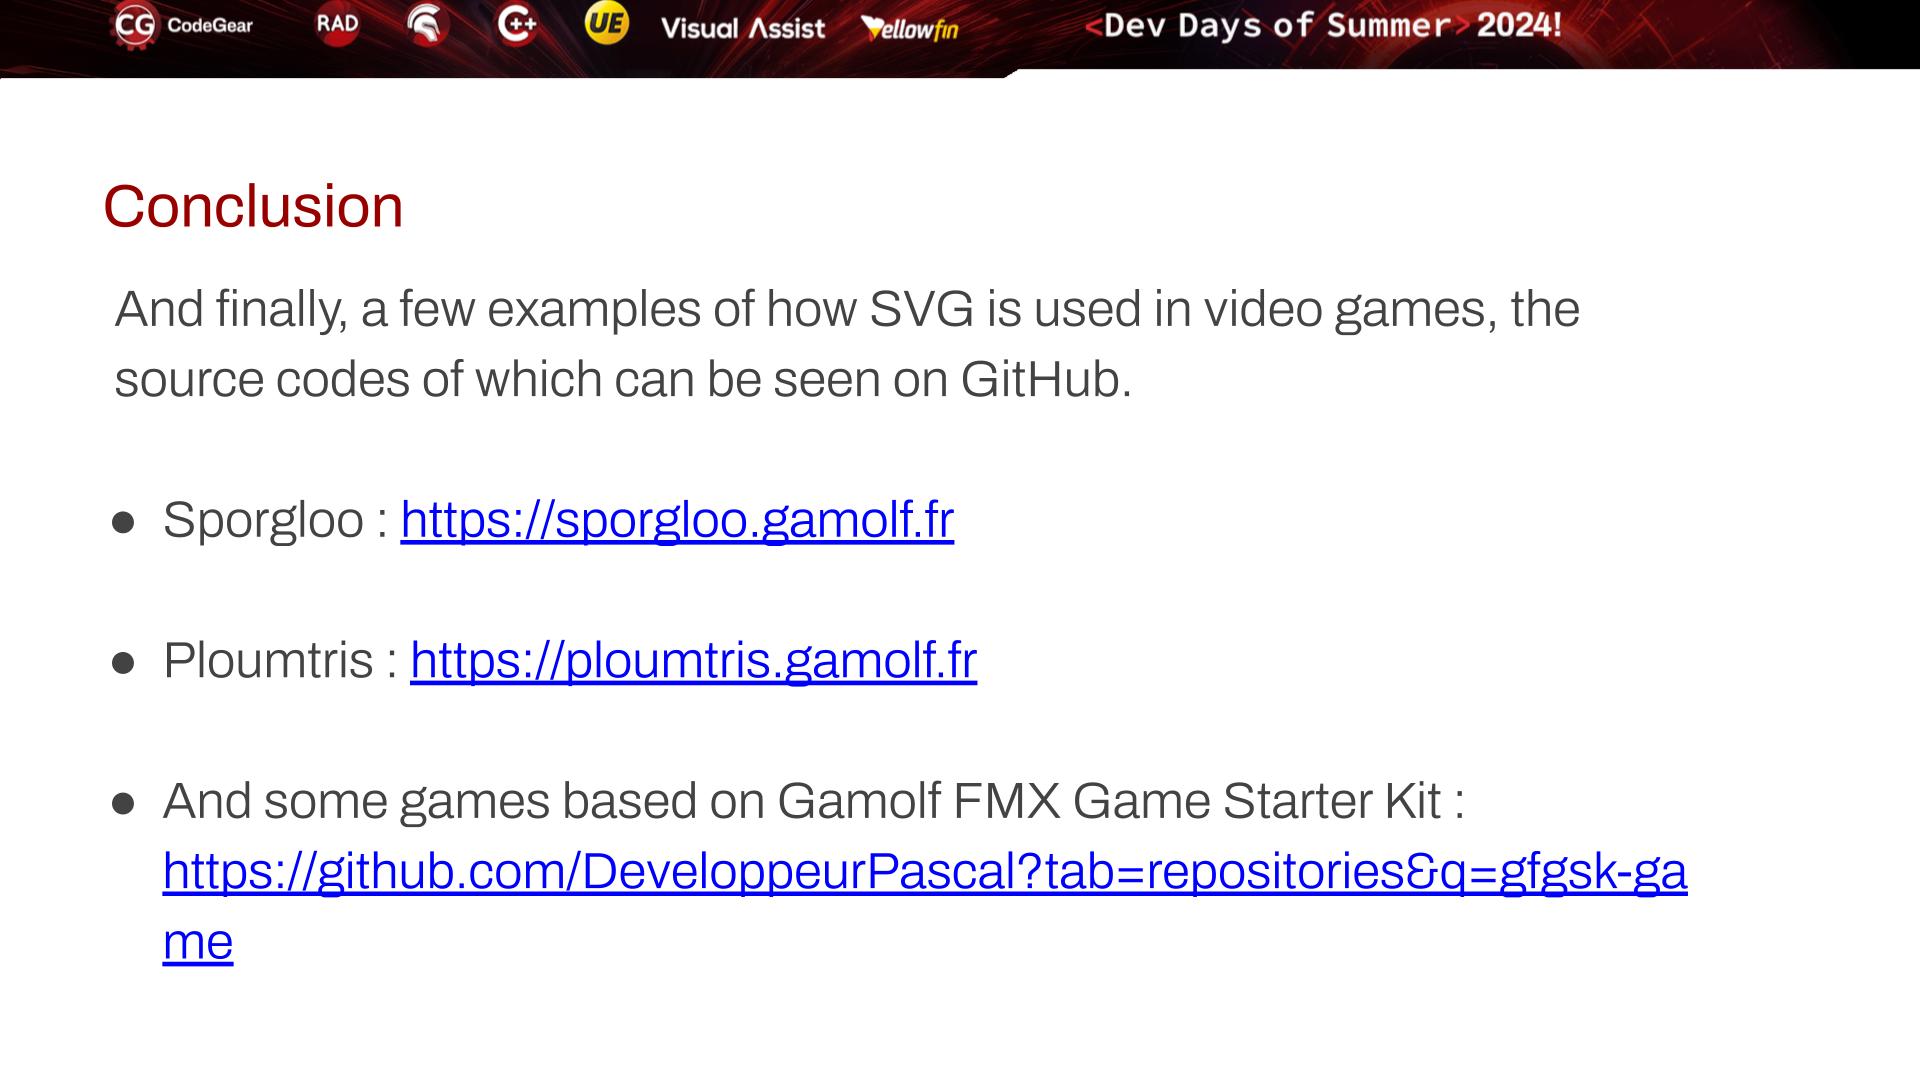 CG CodeGear RAD C++ UE Visual Assist Yellowfin <Dev Days of Summer> 2024!
Conclusion
And finally, a few examples of how SVG is used in video games, the
source codes of which can be seen on GitHub.
● Sporgloo : https://sporgloo.gamolf.fr
● Ploumtris : https://ploumtris.gamolf.fr
● And some games based on Gamolf FMX Game Starter Kit :
https://github.com/DeveloppeurPascal?tab=repositories&q=gfgsk-ga
me